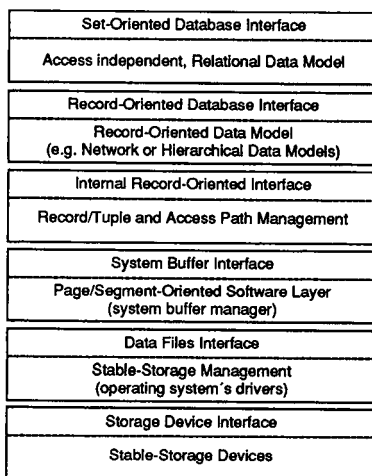 Set-Oriented Database Interface
Access independent, Relational Data Model
Record-Oriented Database Interface
Record-Oriented Data Model
(e.g. Network or Hierarchical Data Models)
Internal Record-Oriented Interface
Record/Tuple and Access Path Management
System Buffer Interface
Page/Segment-Oriented Software Layer
(system buffer manager)
Data Files Interface
Stable-Storage Management
(operating system´s drivers)
Storage Device Interface
Stable-Storage Devices